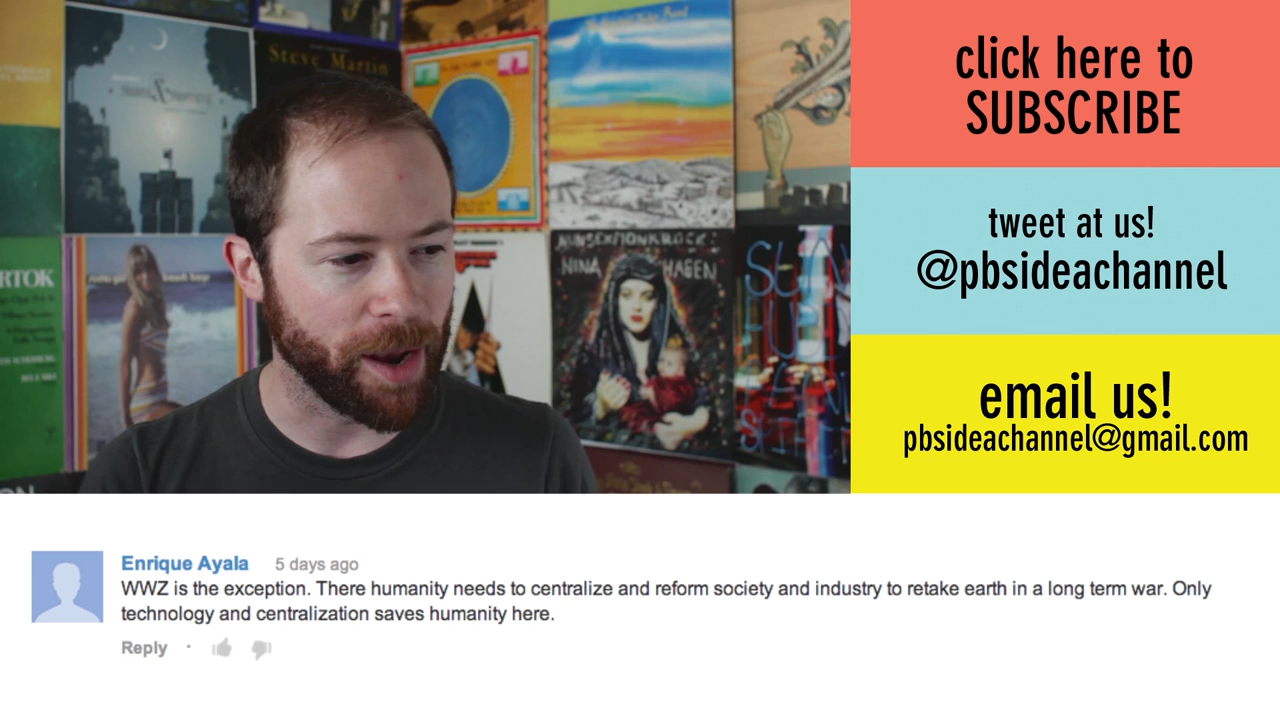 Steve Martin
RTOK
NUNSEXMONKROCK
NINA HAGEN
click here to
SUBSCRIBE
tweet at us!
@pbsideachannel
email us!
pbsideachannel@gmail.com
Enrique Ayala 5 days ago
WWZ is the exception. There humanity needs to centralize and reform society and industry to retake earth in a long term war. Only
technology and centralization saves humanity here.
Reply ·